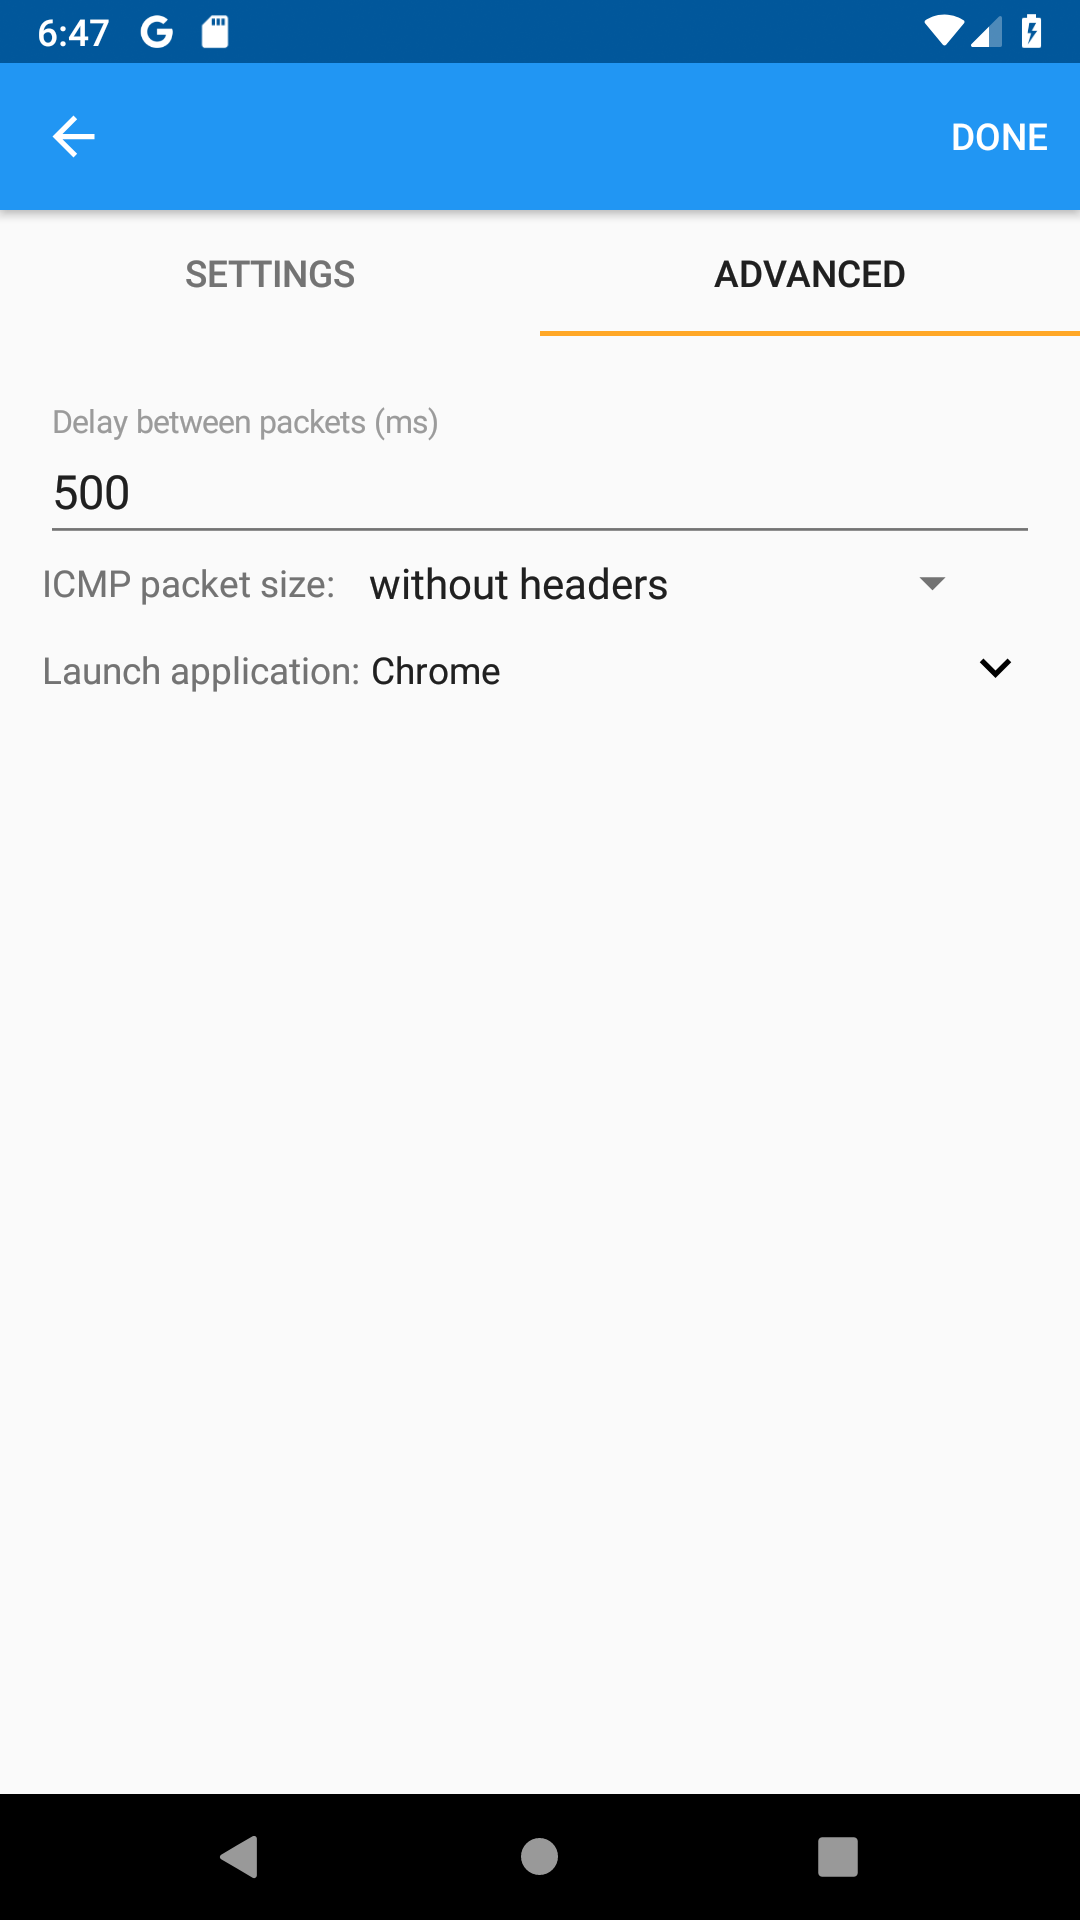 6:47
DONE
SETTINGS ADVANCED
Delay between packets (ms)
500
ICMP packet size: without headers
Launch application: Chrome